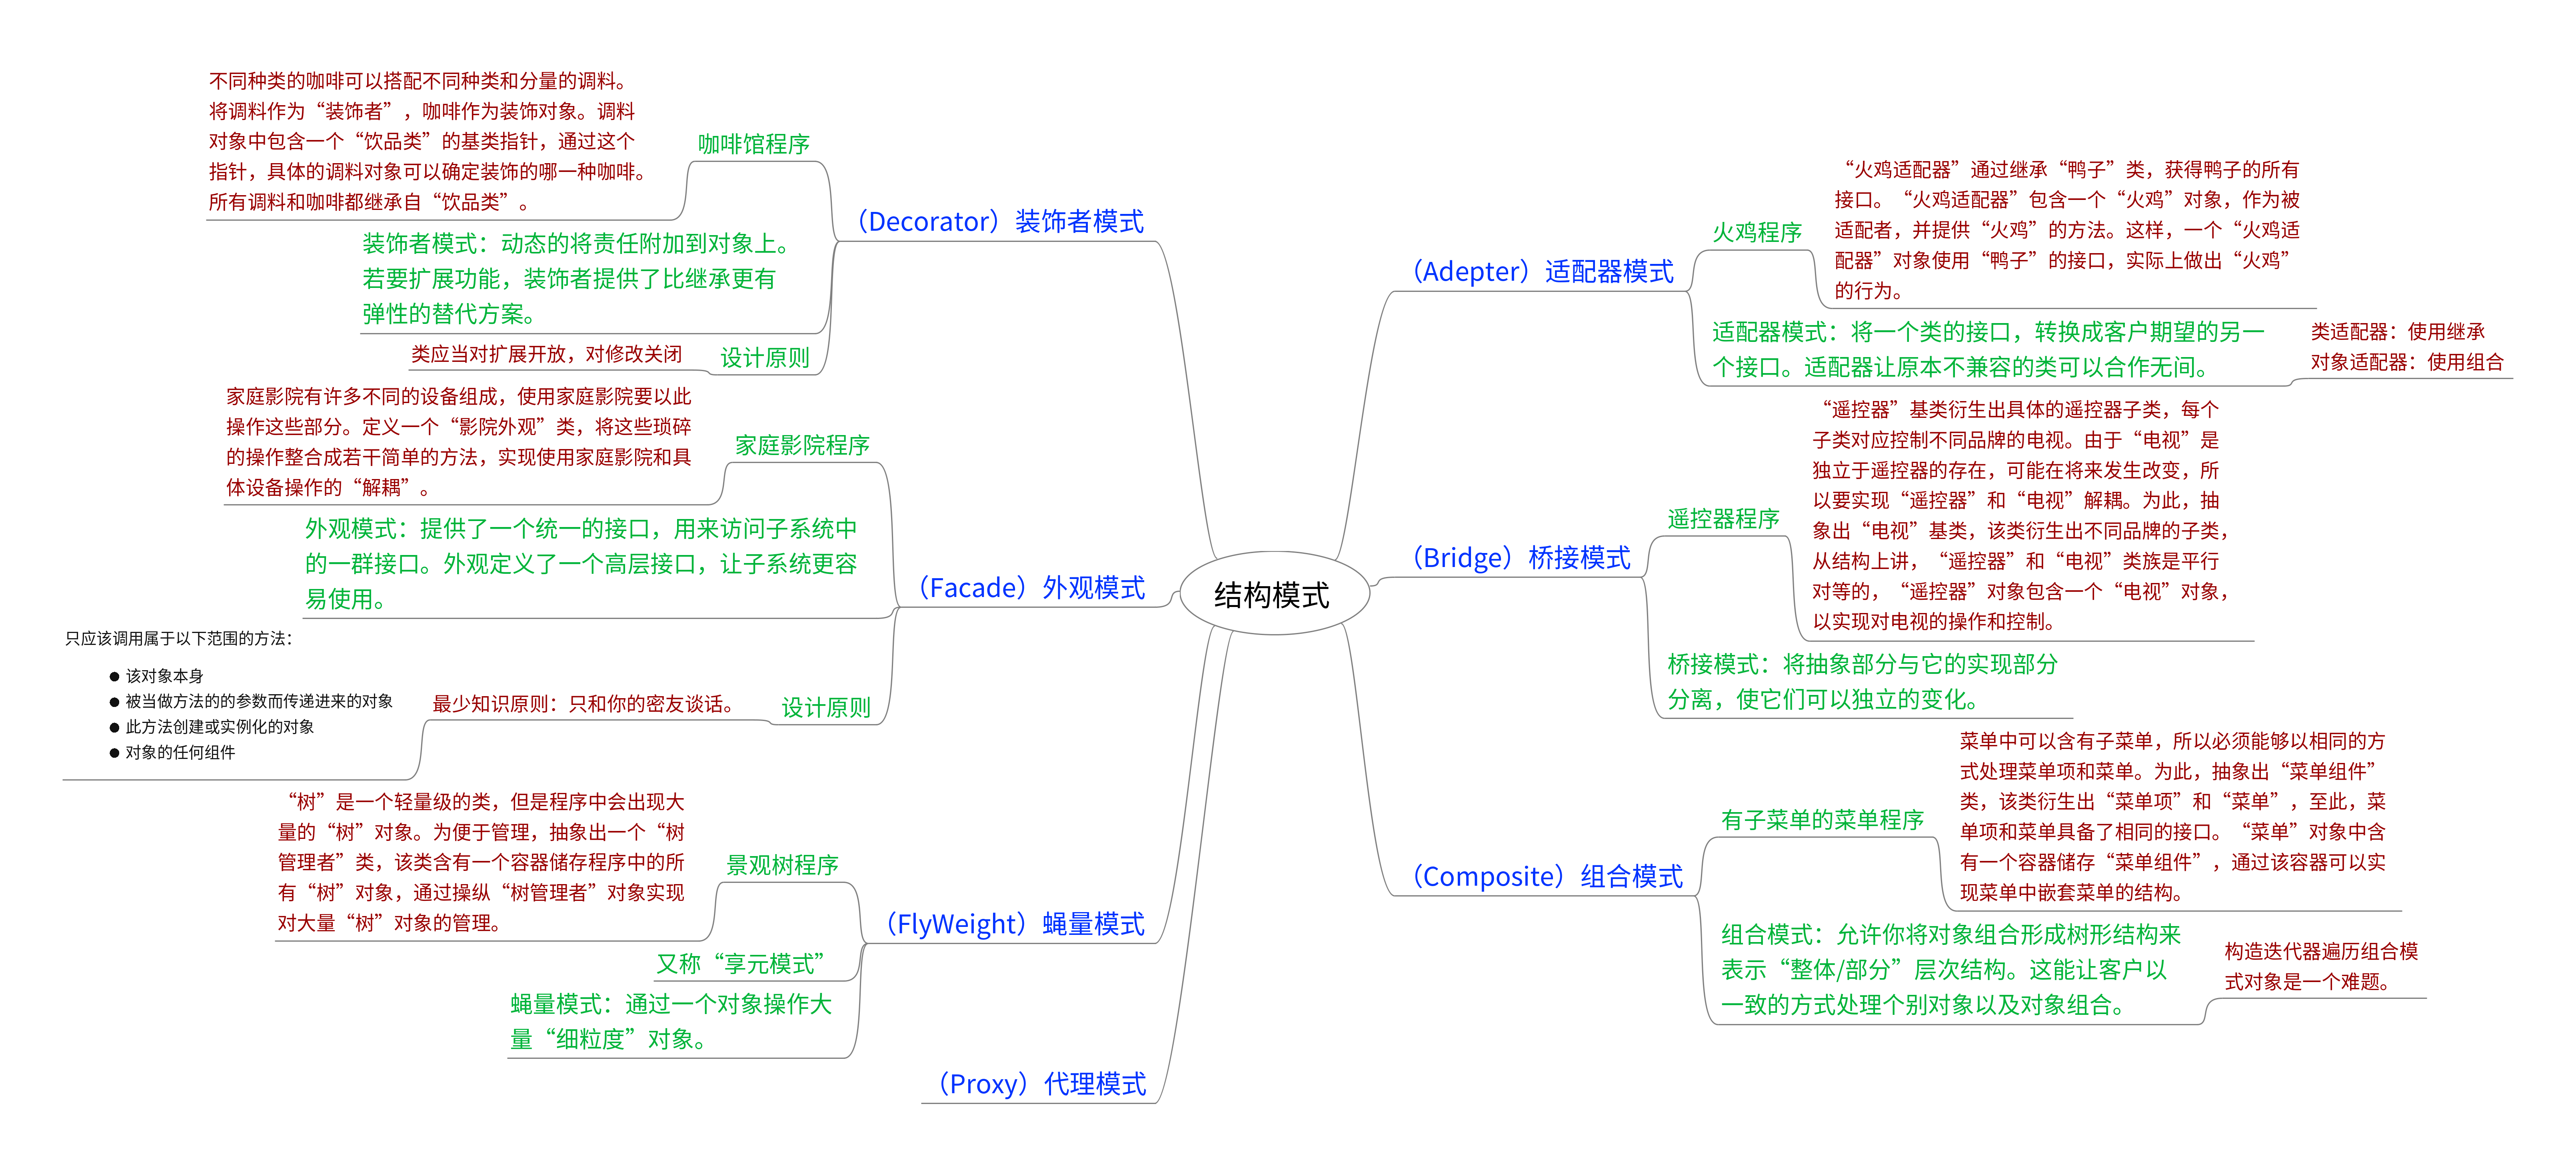 结构模式
（Decorator）装饰者模式
咖啡馆程序
不同种类的咖啡可以搭配不同种类和分量的调料。
将调料作为“装饰者”，咖啡作为装饰对象。调料
对象中包含一个“饮品类”的基类指针，通过这个
指针，具体的调料对象可以确定装饰的哪一种咖啡。
所有调料和咖啡都继承自“饮品类”。
装饰者模式：动态的将责任附加到对象上。
若要扩展功能，装饰者提供了比继承更有
弹性的替代方案。
设计原则
类应当对扩展开放，对修改关闭
（Facade）外观模式
家庭影院程序
家庭影院有许多不同的设备组成，使用家庭影院要以此
操作这些部分。定义一个“影院外观”类，将这些琐碎
的操作整合成若干简单的方法，实现使用家庭影院和具
体设备操作的“解耦”。
外观模式：提供了一个统一的接口，用来访问子系统中
的一群接口。外观定义了一个高层接口，让子系统更容
易使用。
设计原则
最少知识原则：只和你的密友谈话。
只应该调用属于以下范围的方法：
● 该对象本身
● 被当做方法的的参数而传递进来的对象
● 此方法创建或实例化的对象
● 对象的任何组件
（FlyWeight）蝇量模式
景观树程序
“树”是一个轻量级的类，但是程序中会出现大
量的“树”对象。为便于管理，抽象出一个“树
管理者”类，该类含有一个容器储存程序中的所
有“树”对象，通过操纵“树管理者”对象实现
对大量“树”对象的管理。
又称“享元模式”
蝇量模式：通过一个对象操作大
量“细粒度”对象。
（Proxy）代理模式
（Adepter）适配器模式
火鸡程序
“火鸡适配器”通过继承“鸭子”类，获得鸭子的所有
接口。“火鸡适配器”包含一个“火鸡”对象，作为被
适配者，并提供“火鸡”的方法。这样，一个“火鸡适
配器”对象使用“鸭子”的接口，实际上做出“火鸡”
的行为。
适配器模式：将一个类的接口，转换成客户期望的另一
个接口。适配器让原本不兼容的类可以合作无间。
类适配器：使用继承
对象适配器：使用组合
（Bridge）桥接模式
遥控器程序
“遥控器”基类衍生出具体的遥控器子类，每个
子类对应控制不同品牌的电视。由于“电视”是
独立于遥控器的存在，可能在将来发生改变，所
以要实现“遥控器”和“电视”解耦。为此，抽
象出“电视”基类，该类衍生出不同品牌的子类，
从结构上讲，“遥控器”和“电视”类族是平行
对等的，“遥控器”对象包含一个“电视”对象，
以实现对电视的操作和控制。
桥接模式：将抽象部分与它的实现部分
分离，使它们可以独立的变化。
（Composite）组合模式
有子菜单的菜单程序
菜单中可以含有子菜单，所以必须能够以相同的方
式处理菜单项和菜单。为此，抽象出“菜单组件”
类，该类衍生出“菜单项”和“菜单”，至此，菜
单项和菜单具备了相同的接口。“菜单”对象中含
有一个容器储存“菜单组件”，通过该容器可以实
现菜单中嵌套菜单的结构。
组合模式：允许你将对象组合形成树形结构来
表示“整体/部分”层次结构。这能让客户以
一致的方式处理个别对象以及对象组合。
构造迭代器遍历组合模
式对象是一个难题。